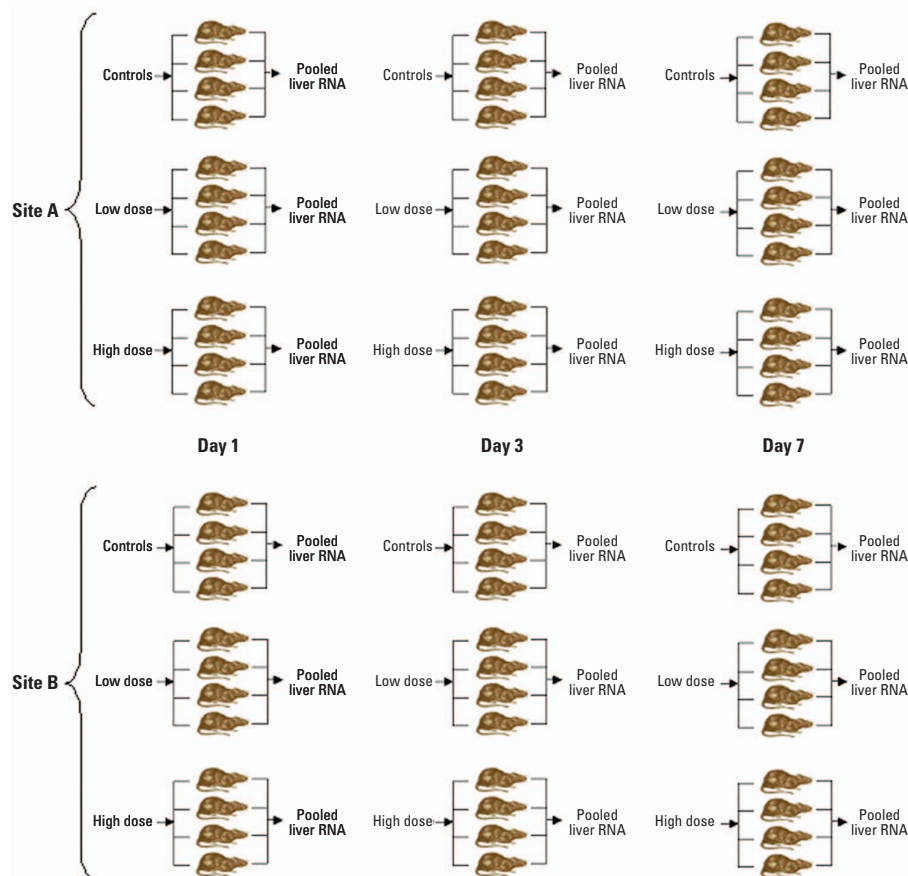 Controls
Pooled
liver RNA
Controls
Pooled
liver RNA
Controls
Pooled
liver RNA
Site A
Low dose
Pooled
liver RNA
Low dose
Pooled
liver RNA
Low dose
Pooled
liver RNA
High dose
Pooled
liver RNA
High dose
Pooled
liver RNA
High dose
Pooled
liver RNA
Day 1
Day 3
Day 7
Controls
Pooled
liver RNA
Controls
Pooled
liver RNA
Controls
Pooled
liver RNA
Site B
Low dose
Pooled
liver RNA
Low dose
Pooled
liver RNA
Low dose
Pooled
liver RNA
High dose
Pooled
liver RNA
High dose
Pooled
liver RNA
High dose
Pooled
liver RNA